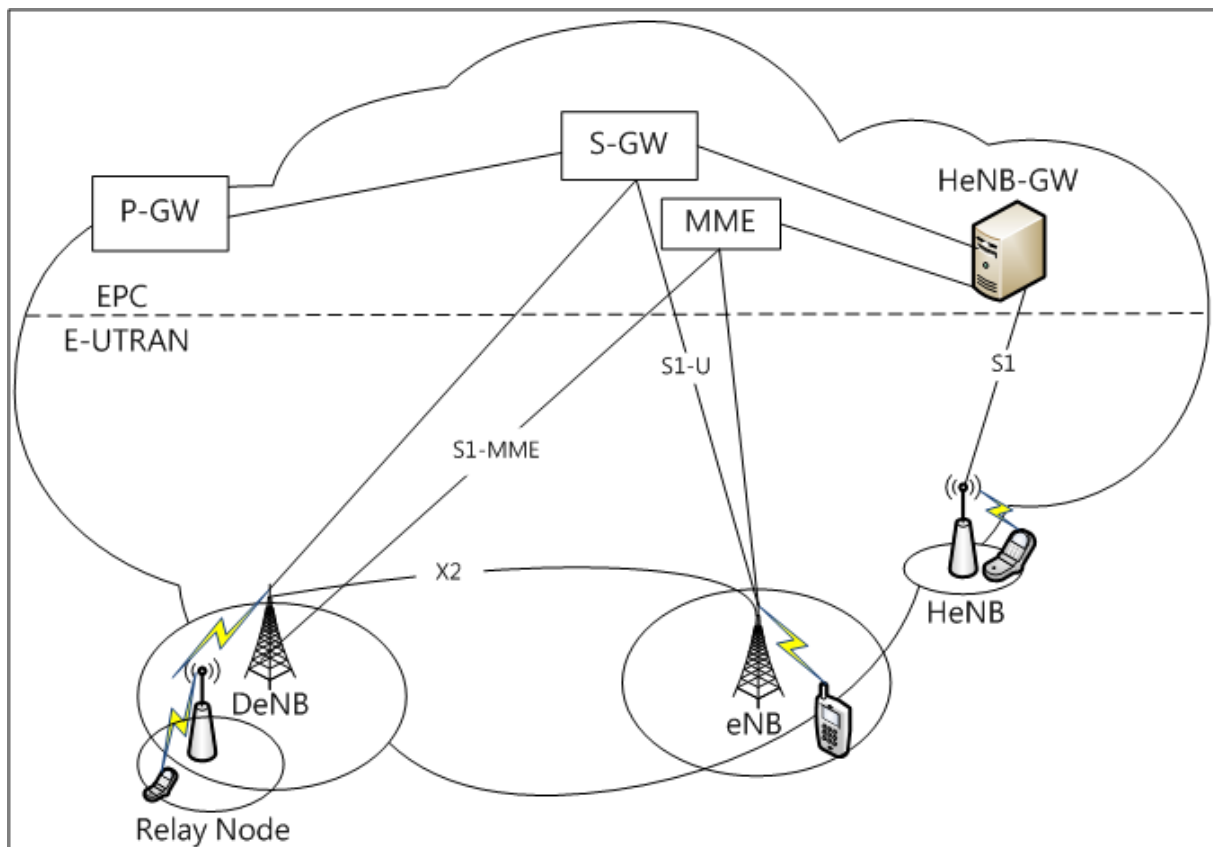 S-GW
HeNB-GW
P-GW
MME
EPC
E-UTRAN
S1-U
S1
S1-MME
X2
HeNB
DeNB
eNB
Relay Node